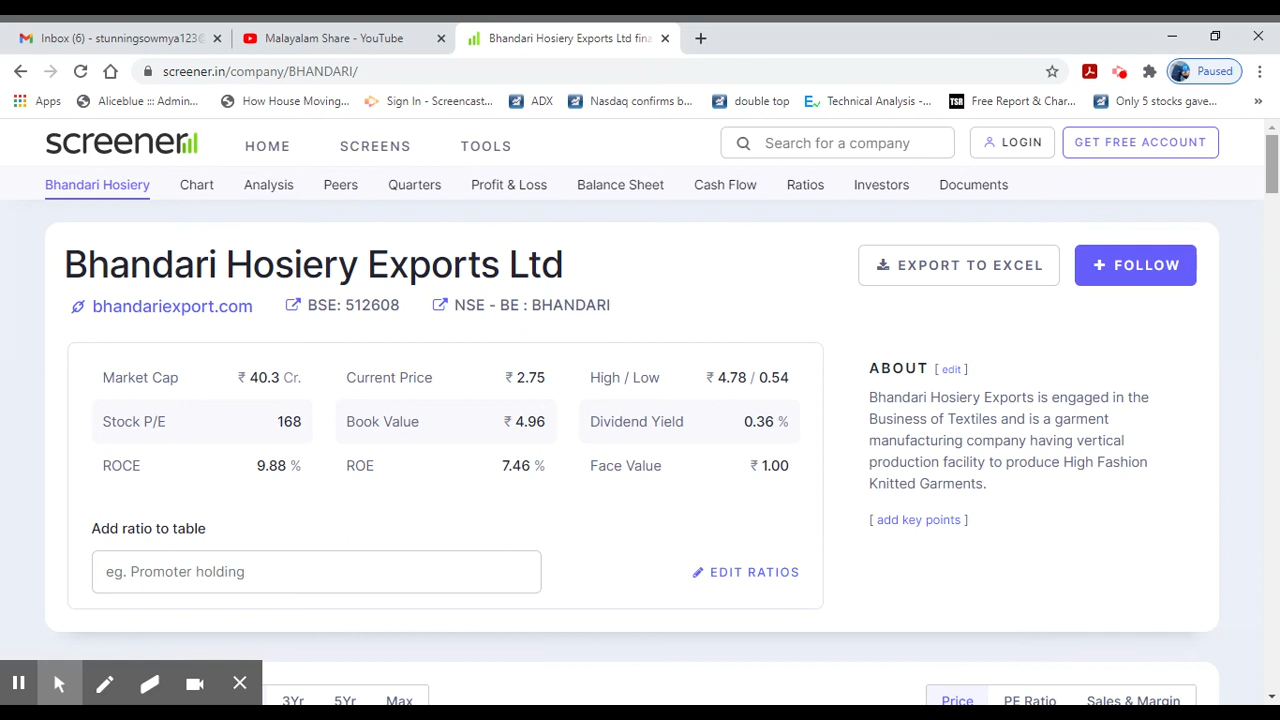 Inbox (6) - stunningsowmya123@
Malayalam Share - YouTube
Bhandari Hosiery Exports Ltd fina
screener.in/company/BHANDARI/
Paused
Apps
Aliceblue ::: Admin...
How House Moving...
Sign In - Screencast...
ADX
Nasdaq confirms b...
double top
Technical Analysis -...
TSR
Free Report & Char...
Only 5 stocks gave...
»
screener
HOME SCREENS TOOLS
Search for a company
LOGIN
GET FREE ACCOUNT
Bhandari Hosiery Chart Analysis Peers Quarters Profit & Loss Balance Sheet Cash Flow Ratios Investors Documents
Bhandari Hosiery Exports Ltd
EXPORT TO EXCEL
+ FOLLOW
bhandariexport.com BSE: 512608 NSE - BE : BHANDARI
Market Cap ₹ 40.3 Cr. Current Price ₹ 2.75 High / Low ₹ 4.78 / 0.54
Stock P/E 168 Book Value ₹ 4.96 Dividend Yield 0.36 %
ROCE 9.88 % ROE 7.46 % Face Value ₹ 1.00
Add ratio to table
eg. Promoter holding
EDIT RATIOS
ABOUT [ edit ]
Bhandari Hosiery Exports is engaged in the
Business of Textiles and is a garment
manufacturing company having vertical
production facility to produce High Fashion
Knitted Garments.
[ add key points ]
3Yr 5Yr Max
Price PE Ratio Sales & Margin